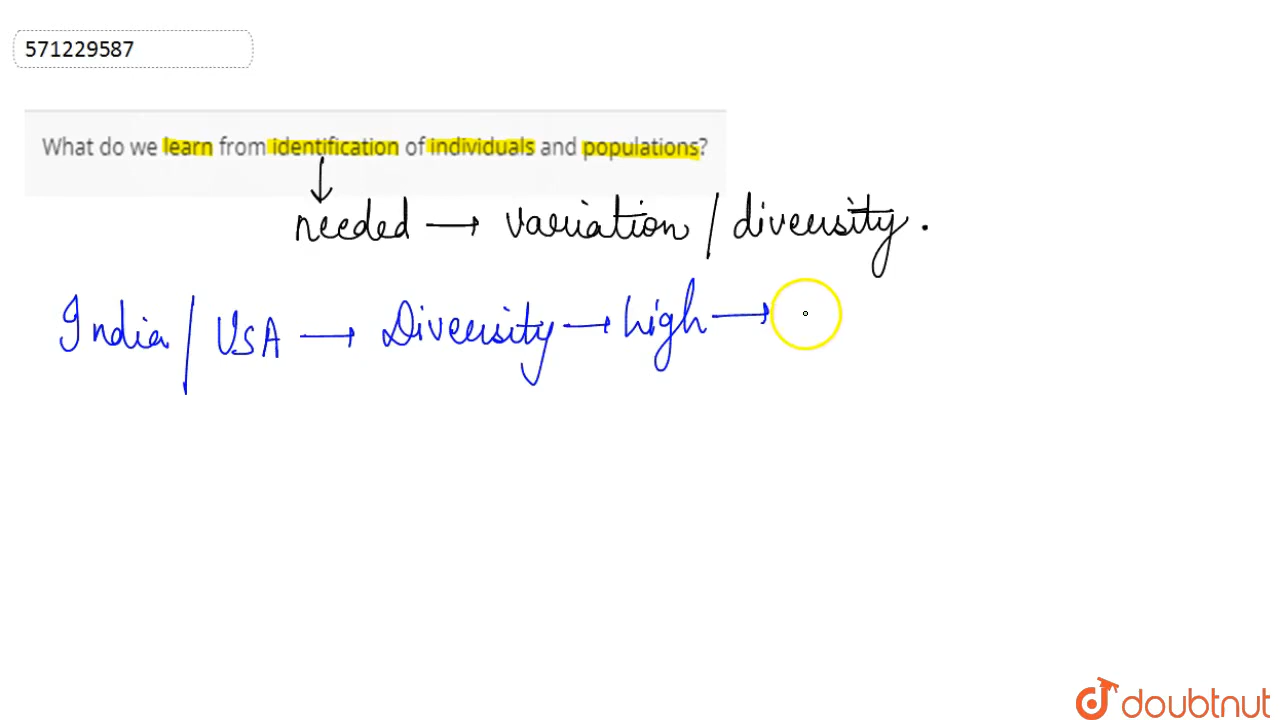 571229587
What do we learn from identification of individuals and populations?
needed → variation / diversity.
India / USA → Diversity → high →
doubtnut